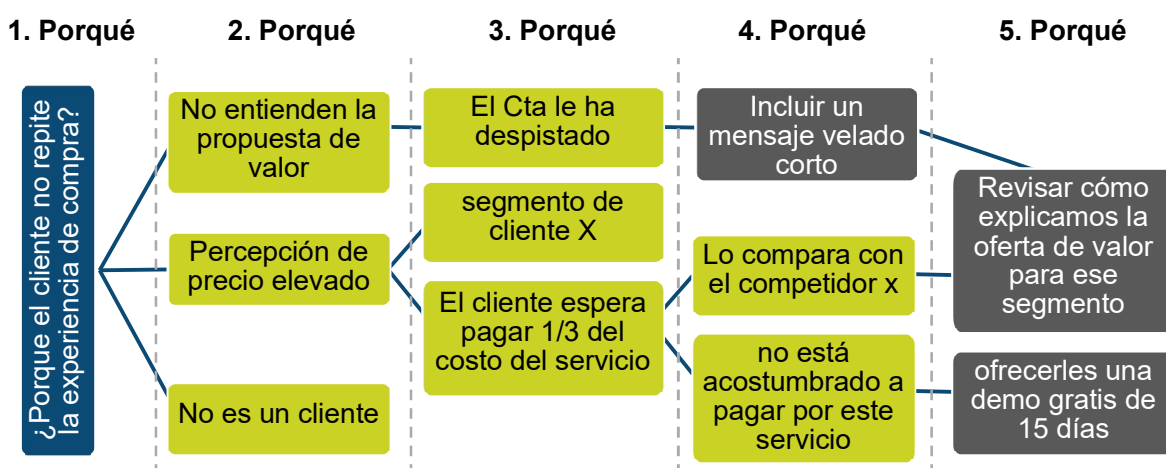 1. Porqué
2. Porqué
3. Porqué
4. Porqué
5. Porqué
¿Porque el cliente no repite
la experiencia de compra?
No entienden la
propuesta de
valor
Percepción de
precio elevado
No es un cliente
El Cta le ha
despistado
segmento de
cliente X
El cliente espera
pagar 1/3 del
costo del servicio
Incluir un
mensaje velado
corto
Lo compara con
el competidor x
no está
acostumbrado a
pagar por este
servicio
Revisar cómo
explicamos la
oferta de valor
para ese
segmento
ofrecerles una
demo gratis de
15 días